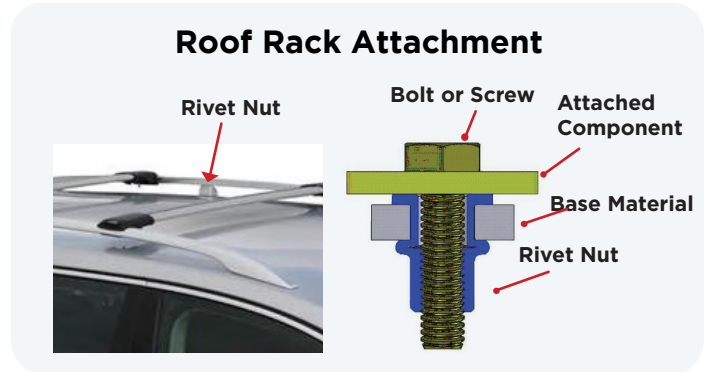 Roof Rack Attachment
Rivet Nut
Bolt or Screw
Attached
Component
Base Material
Rivet Nut